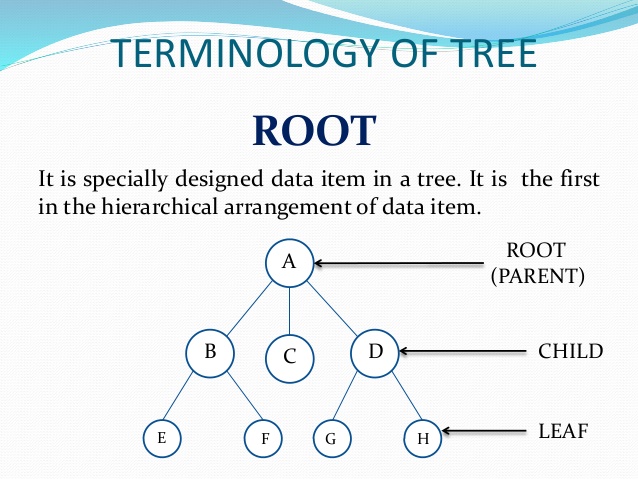 TERMINOLOGY OF TREE
ROOT
It is specially designed data item in a tree. It is the first
in the hierarchical arrangement of data item.
A
ROOT
(PARENT)
B
C
D
CHILD
E
F
G
H
LEAF